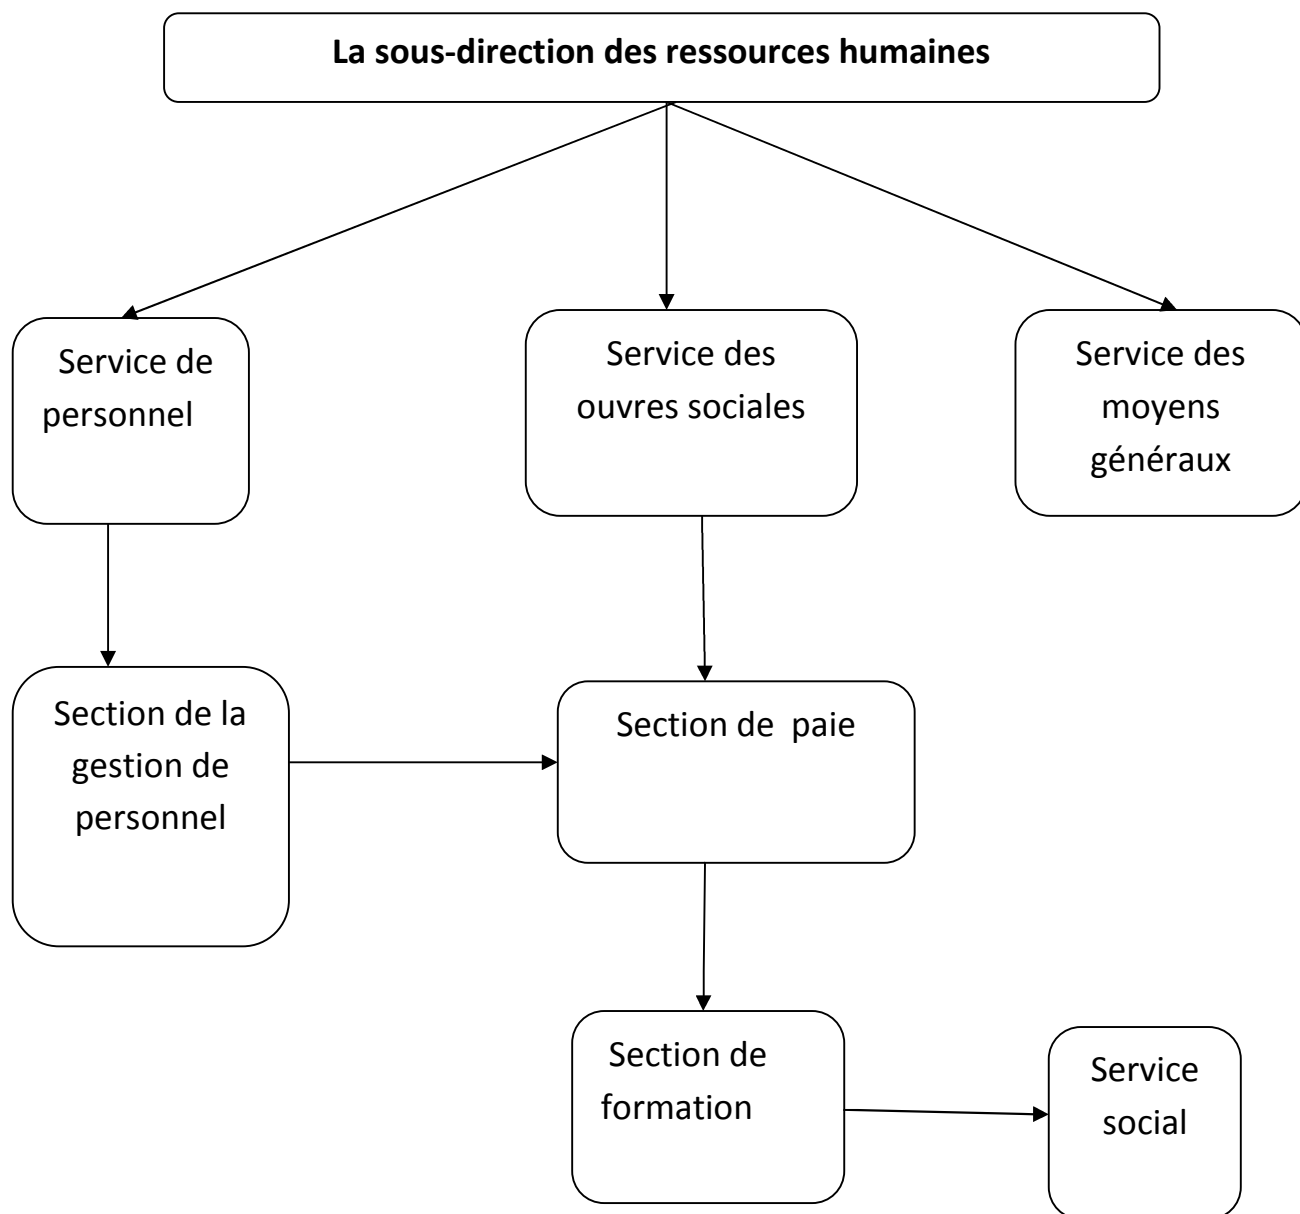 La sous-direction des ressources humaines
Service de
personnel
Service des
ouvres sociales
Service des
moyens
généraux
Section de la
gestion de
personnel
Section de  paie
Section de
formation
Service
social